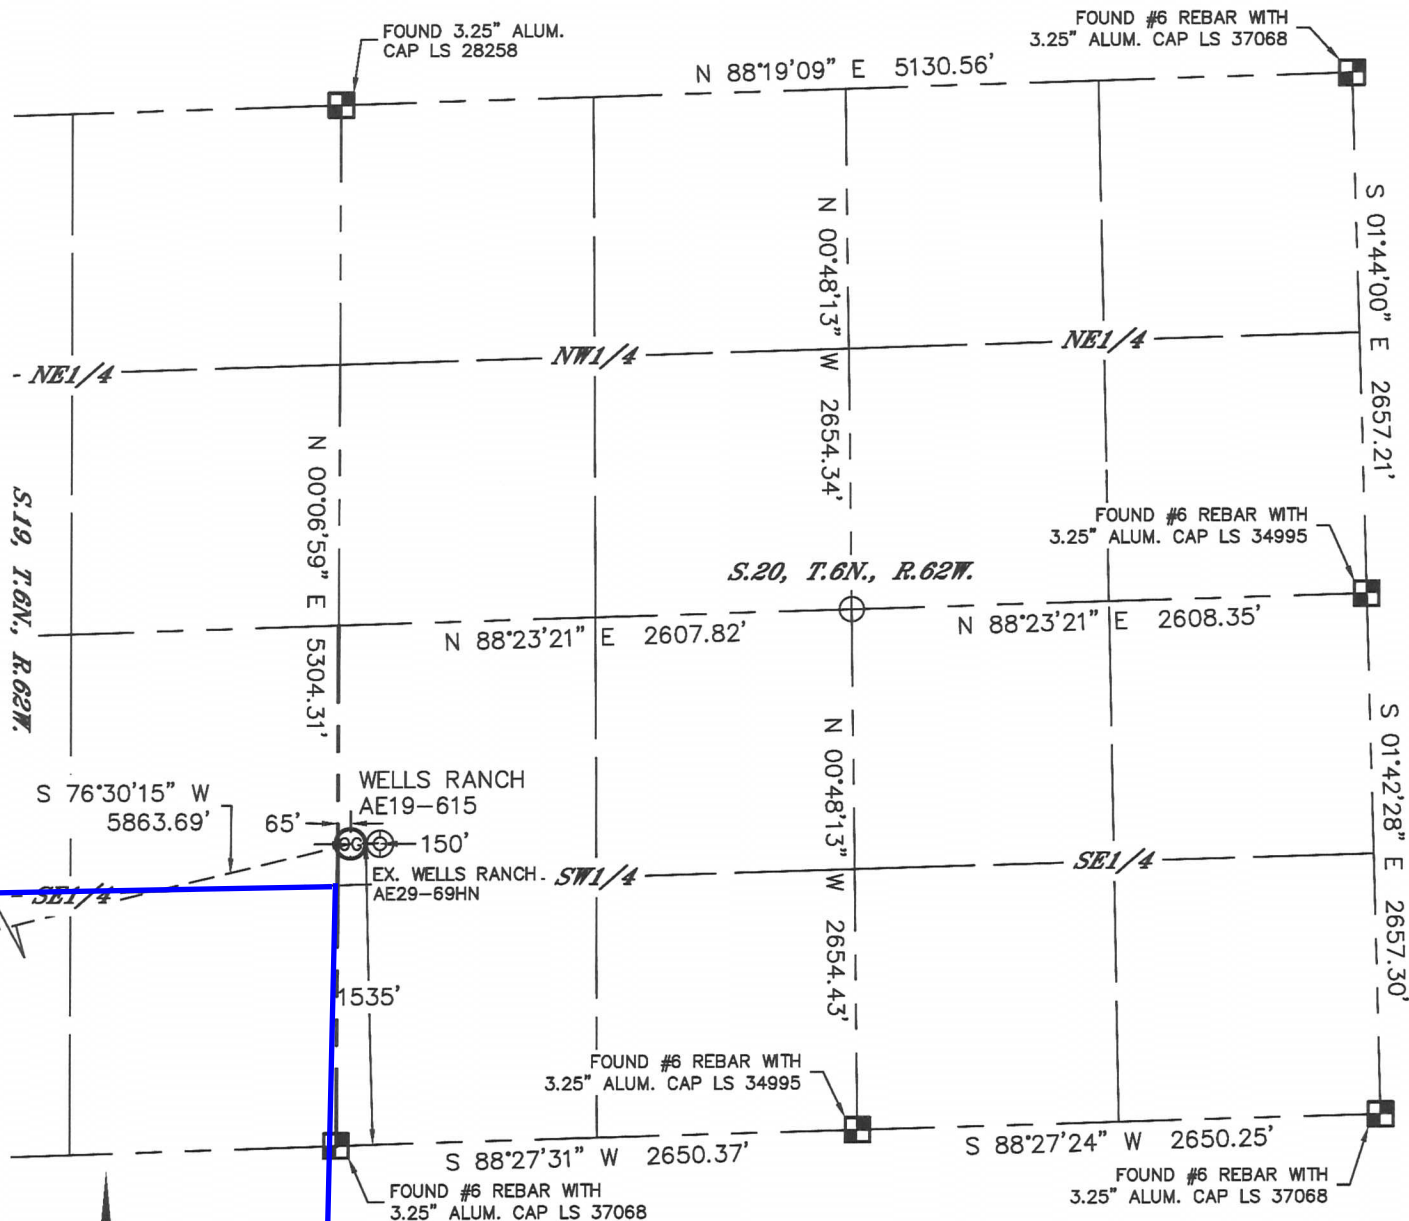 FOUND 3.25" ALUM.
CAP LS 28258
FOUND #6 REBAR WITH
3.25" ALUM. CAP LS 37068
N 88°19'09" E 5130.56'
N 00°48'13" W 2654.34'
S 01°44'00" E 2657.21'
- NE1/4
NW1/4
NE1/4
N 00°06'59" E 5304.31'
S.19, T.6N., R.62W.
FOUND #6 REBAR WITH
3.25" ALUM. CAP LS 34995
S.20, T.6N., R.62W.
N 88°23'21" E 2607.82'
N 88°23'21" E 2608.35'
S 76°30'15" W
5863.69'
WELLS RANCH
AE19-615
65'
150'
EX. WELLS RANCH
AE29-69HN
- SE1/4
SW1/4
SE1/4
N 00°48'13" W 2654.43'
S 01°42'28" E 2657.30'
1535'
FOUND #6 REBAR WITH
3.25" ALUM. CAP LS 34995
S 88°27'31" W 2650.37'
S 88°27'24" W 2650.25'
FOUND #6 REBAR WITH
3.25" ALUM. CAP LS 37068
FOUND #6 REBAR WITH
3.25" ALUM. CAP LS 37068